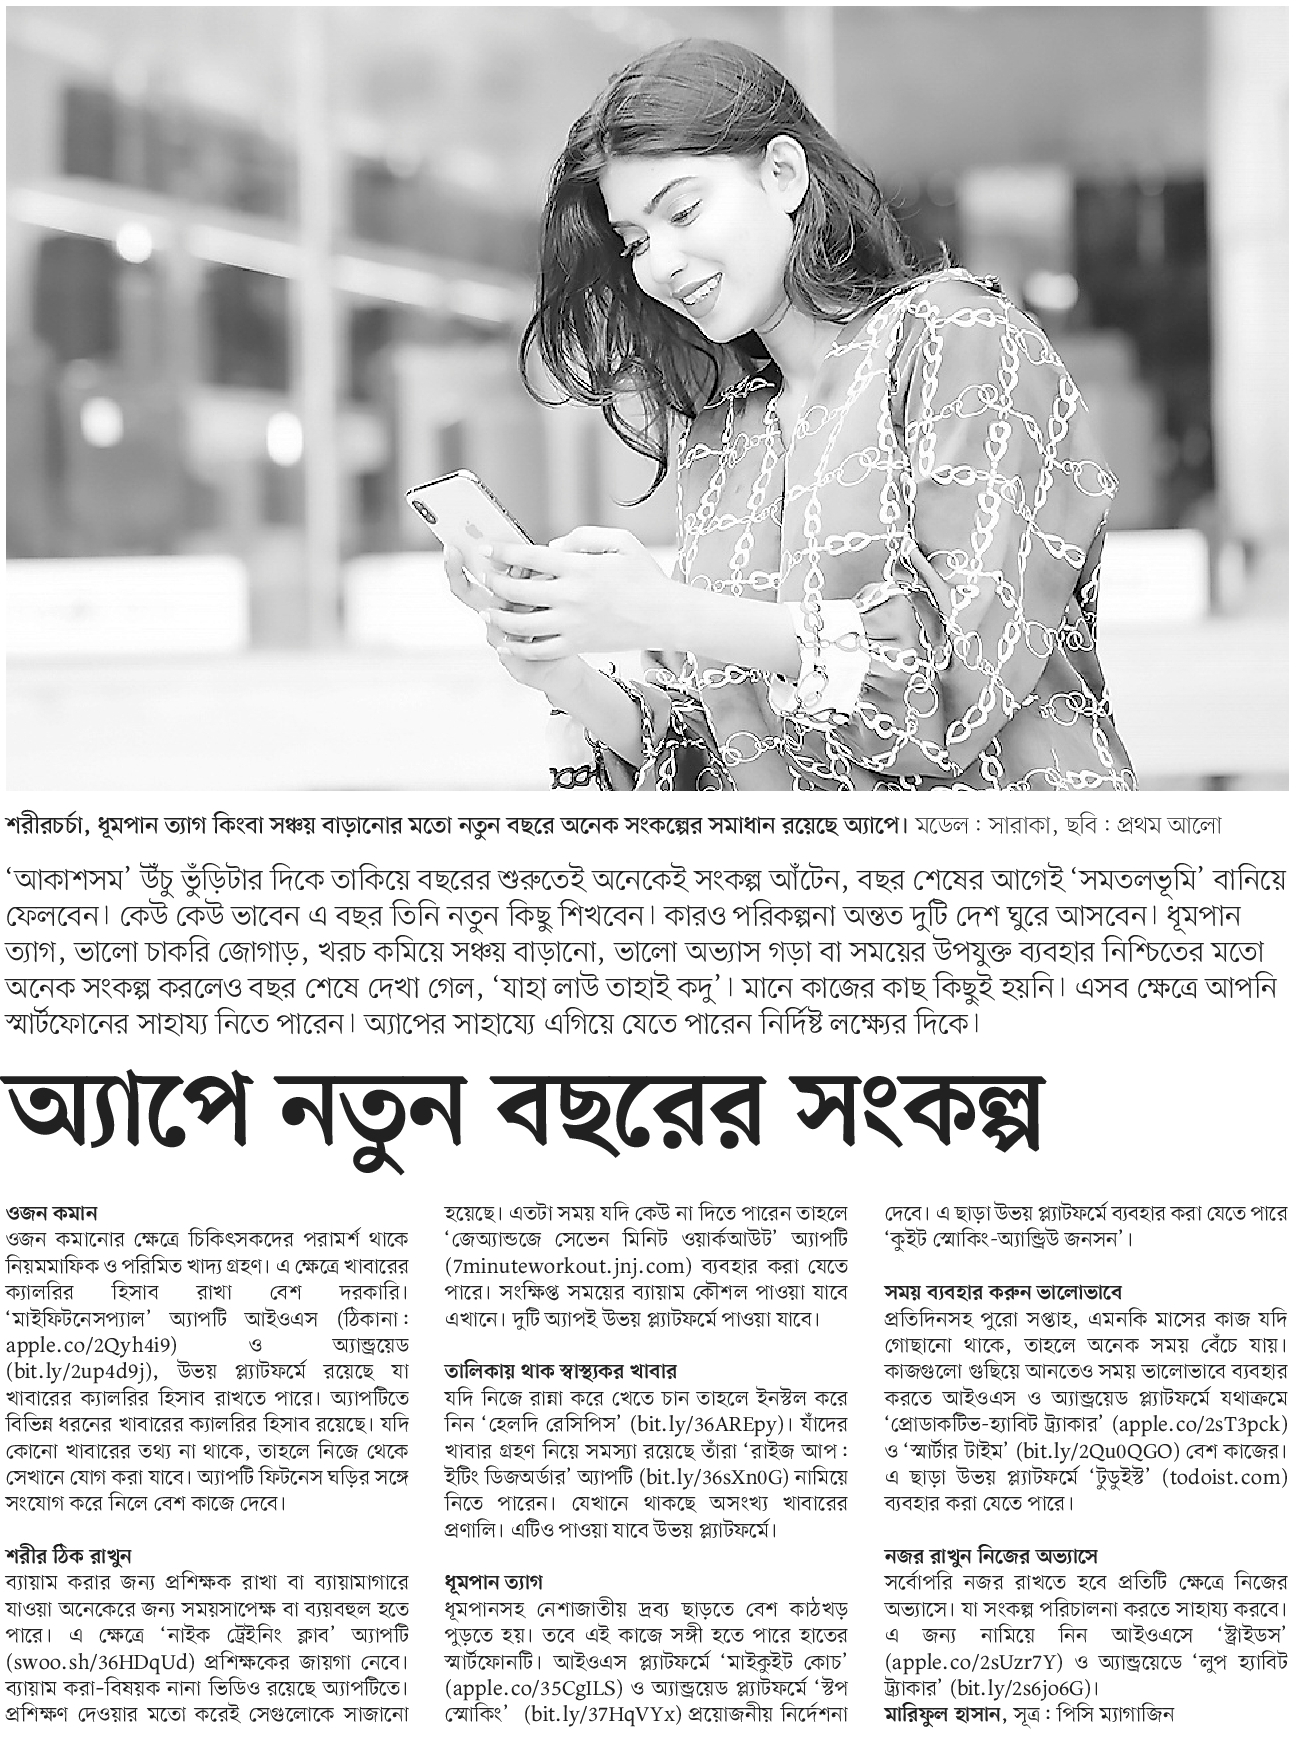 শরীরচর্চা, ধূমপান ত্যাগ কিংবা সঞ্চয় বাড়ানোর মতো নতুন বছরে অনেক সংকল্পের সমাধান রয়েছে অ্যাপে। মডেল : সারাকা, ছবি : প্রথম আলো
‘আকাশসম’ উঁচু ভুঁড়িটার দিকে তাকিয়ে বছরের শুরুতেই অনেকেই সংকল্প আঁটেন, বছর শেষের আগেই ‘সমতলভূমি’ বানিয়ে
ফেলবেন। কেউ কেউ ভাবেন এ বছর তিনি নতুন কিছু শিখবেন। কারও পরিকল্পনা অন্তত দুটি দেশ ঘুরে আসবেন। ধূমপান
ত্যাগ, ভালো চাকরি জোগাড়, খরচ কমিয়ে সঞ্চয় বাড়ানো, ভালো অভ্যাস গড়া বা সময়ের উপযুক্ত ব্যবহার নিশ্চিতের মতো
অনেক সংকল্প করলেও বছর শেষে দেখা গেল, ‘যাহা লাউ তাহাই কদু’। মানে কাজের কাছ কিছুই হয়নি। এসব ক্ষেত্রে আপনি
স্মার্টফোনের সাহায্য নিতে পারেন। অ্যাপের সাহায্যে এগিয়ে যেতে পারেন নির্দিষ্ট লক্ষ্যের দিকে।
অ্যাপে নতুন বছরের সংকল্প
ওজন কমান
ওজন কমানোর ক্ষেত্রে চিকিৎসকদের পরামর্শ থাকে
নিয়মমাফিক ও পরিমিত খাদ্য গ্রহণ। এ ক্ষেত্রে খাবারের
ক্যালরির হিসাব রাখা বেশ দরকারি।
‘মাইফিটনেসপ্যাল’ অ্যাপটি আইওএস (ঠিকানা :
apple.co/2Qyh4i9) ও অ্যান্ড্রয়েড
(bit.ly/2up4d9j), উভয় প্ল্যাটফর্মে রয়েছে যা
খাবারের ক্যালরির হিসাব রাখতে পারে। অ্যাপটিতে
বিভিন্ন ধরনের খাবারের ক্যালরির হিসাব রয়েছে। যদি
কোনো খাবারের তথ্য না থাকে, তাহলে নিজে থেকে
সেখানে যোগ করা যাবে। অ্যাপটি ফিটনেস ঘড়ির সঙ্গে
সংযোগ করে নিলে বেশ কাজে দেবে।
শরীর ঠিক রাখুন
ব্যায়াম করার জন্য প্রশিক্ষক রাখা বা ব্যায়ামাগারে
যাওয়া অনেকেরে জন্য সময়সাপেক্ষ বা ব্যয়বহুল হতে
পারে। এ ক্ষেত্রে ‘নাইক ট্রেইনিং ক্লাব’ অ্যাপটি
(swoo.sh/36HDqUd) প্রশিক্ষকের জায়গা নেবে।
ব্যায়াম করা-বিষয়ক নানা ভিডিও রয়েছে অ্যাপটিতে।
প্রশিক্ষণ দেওয়ার মতো করেই সেগুলোকে সাজানো
হয়েছে। এতটা সময় যদি কেউ না দিতে পারেন তাহলে
‘জেঅ্যান্ডজে সেভেন মিনিট ওয়ার্কআউট’ অ্যাপটি
(7minuteworkout.jnj.com) ব্যবহার করা যেতে
পারে। সংক্ষিপ্ত সময়ের ব্যায়াম কৌশল পাওয়া যাবে
এখানে। দুটি অ্যাপই উভয় প্ল্যাটফর্মে পাওয়া যাবে।
তালিকায় থাক স্বাস্থ্যকর খাবার
যদি নিজে রান্না করে খেতে চান তাহলে ইনস্টল করে
নিন ‘হেলদি রেসিপিস’ (bit.ly/36AREpy)। যাঁদের
খাবার গ্রহণ নিয়ে সমস্যা রয়েছে তাঁরা ‘রাইজ আপ :
ইটিং ডিজঅর্ডার’ অ্যাপটি (bit.ly/36sXn0G) নামিয়ে
নিতে পারেন। যেখানে থাকছে অসংখ্য খাবারের
প্রণালি। এটিও পাওয়া যাবে উভয় প্ল্যাটফর্মে।
ধূমপান ত্যাগ
ধূমপানসহ নেশাজাতীয় দ্রব্য ছাড়তে বেশ কাঠখড়
পুড়তে হয়। তবে এই কাজে সঙ্গী হতে পারে হাতের
স্মার্টফোনটি। আইওএস প্ল্যাটফর্মে ‘মাইকুইট কোচ’
(apple.co/35CgILS) ও অ্যান্ড্রয়েড প্ল্যাটফর্মে ‘স্টপ
স্মোকিং’ (bit.ly/37HqVYx) প্রয়োজনীয় নির্দেশনা
দেবে। এ ছাড়া উভয় প্ল্যাটফর্মে ব্যবহার করা যেতে পারে
‘কুইট স্মোকিং-অ্যান্ড্রিউ জনসন’।
সময় ব্যবহার করুন ভালোভাবে
প্রতিদিনসহ পুরো সপ্তাহ, এমনকি মাসের কাজ যদি
গোছানো থাকে, তাহলে অনেক সময় বেঁচে যায়।
কাজগুলো গুছিয়ে আনতেও সময় ভালোভাবে ব্যবহার
করতে আইওএস ও অ্যান্ড্রয়েড প্ল্যাটফর্মে যথাক্রমে
‘প্রোডাকটিভ-হ্যাবিট ট্র্যাকার’ (apple.co/2sT3pck)
ও ‘স্মার্টার টাইম’ (bit.ly/2Qu0QGO) বেশ কাজের।
এ ছাড়া উভয় প্ল্যাটফর্মে ‘টুডুইস্ট’ (todoist.com)
ব্যবহার করা যেতে পারে।
নজর রাখুন নিজের অভ্যাসে
সর্বোপরি নজর রাখতে হবে প্রতিটি ক্ষেত্রে নিজের
অভ্যাসে। যা সংকল্প পরিচালনা করতে সাহায্য করবে।
এ জন্য নামিয়ে নিন আইওএসে ‘স্ট্রাইডস’
(apple.co/2sUzr7Y) ও অ্যান্ড্রয়েডে ‘লুপ হ্যাবিট
ট্র্যাকার’ (bit.ly/2s6jo6G)।
মারিফুল হাসান, সূত্র : পিসি ম্যাগাজিন